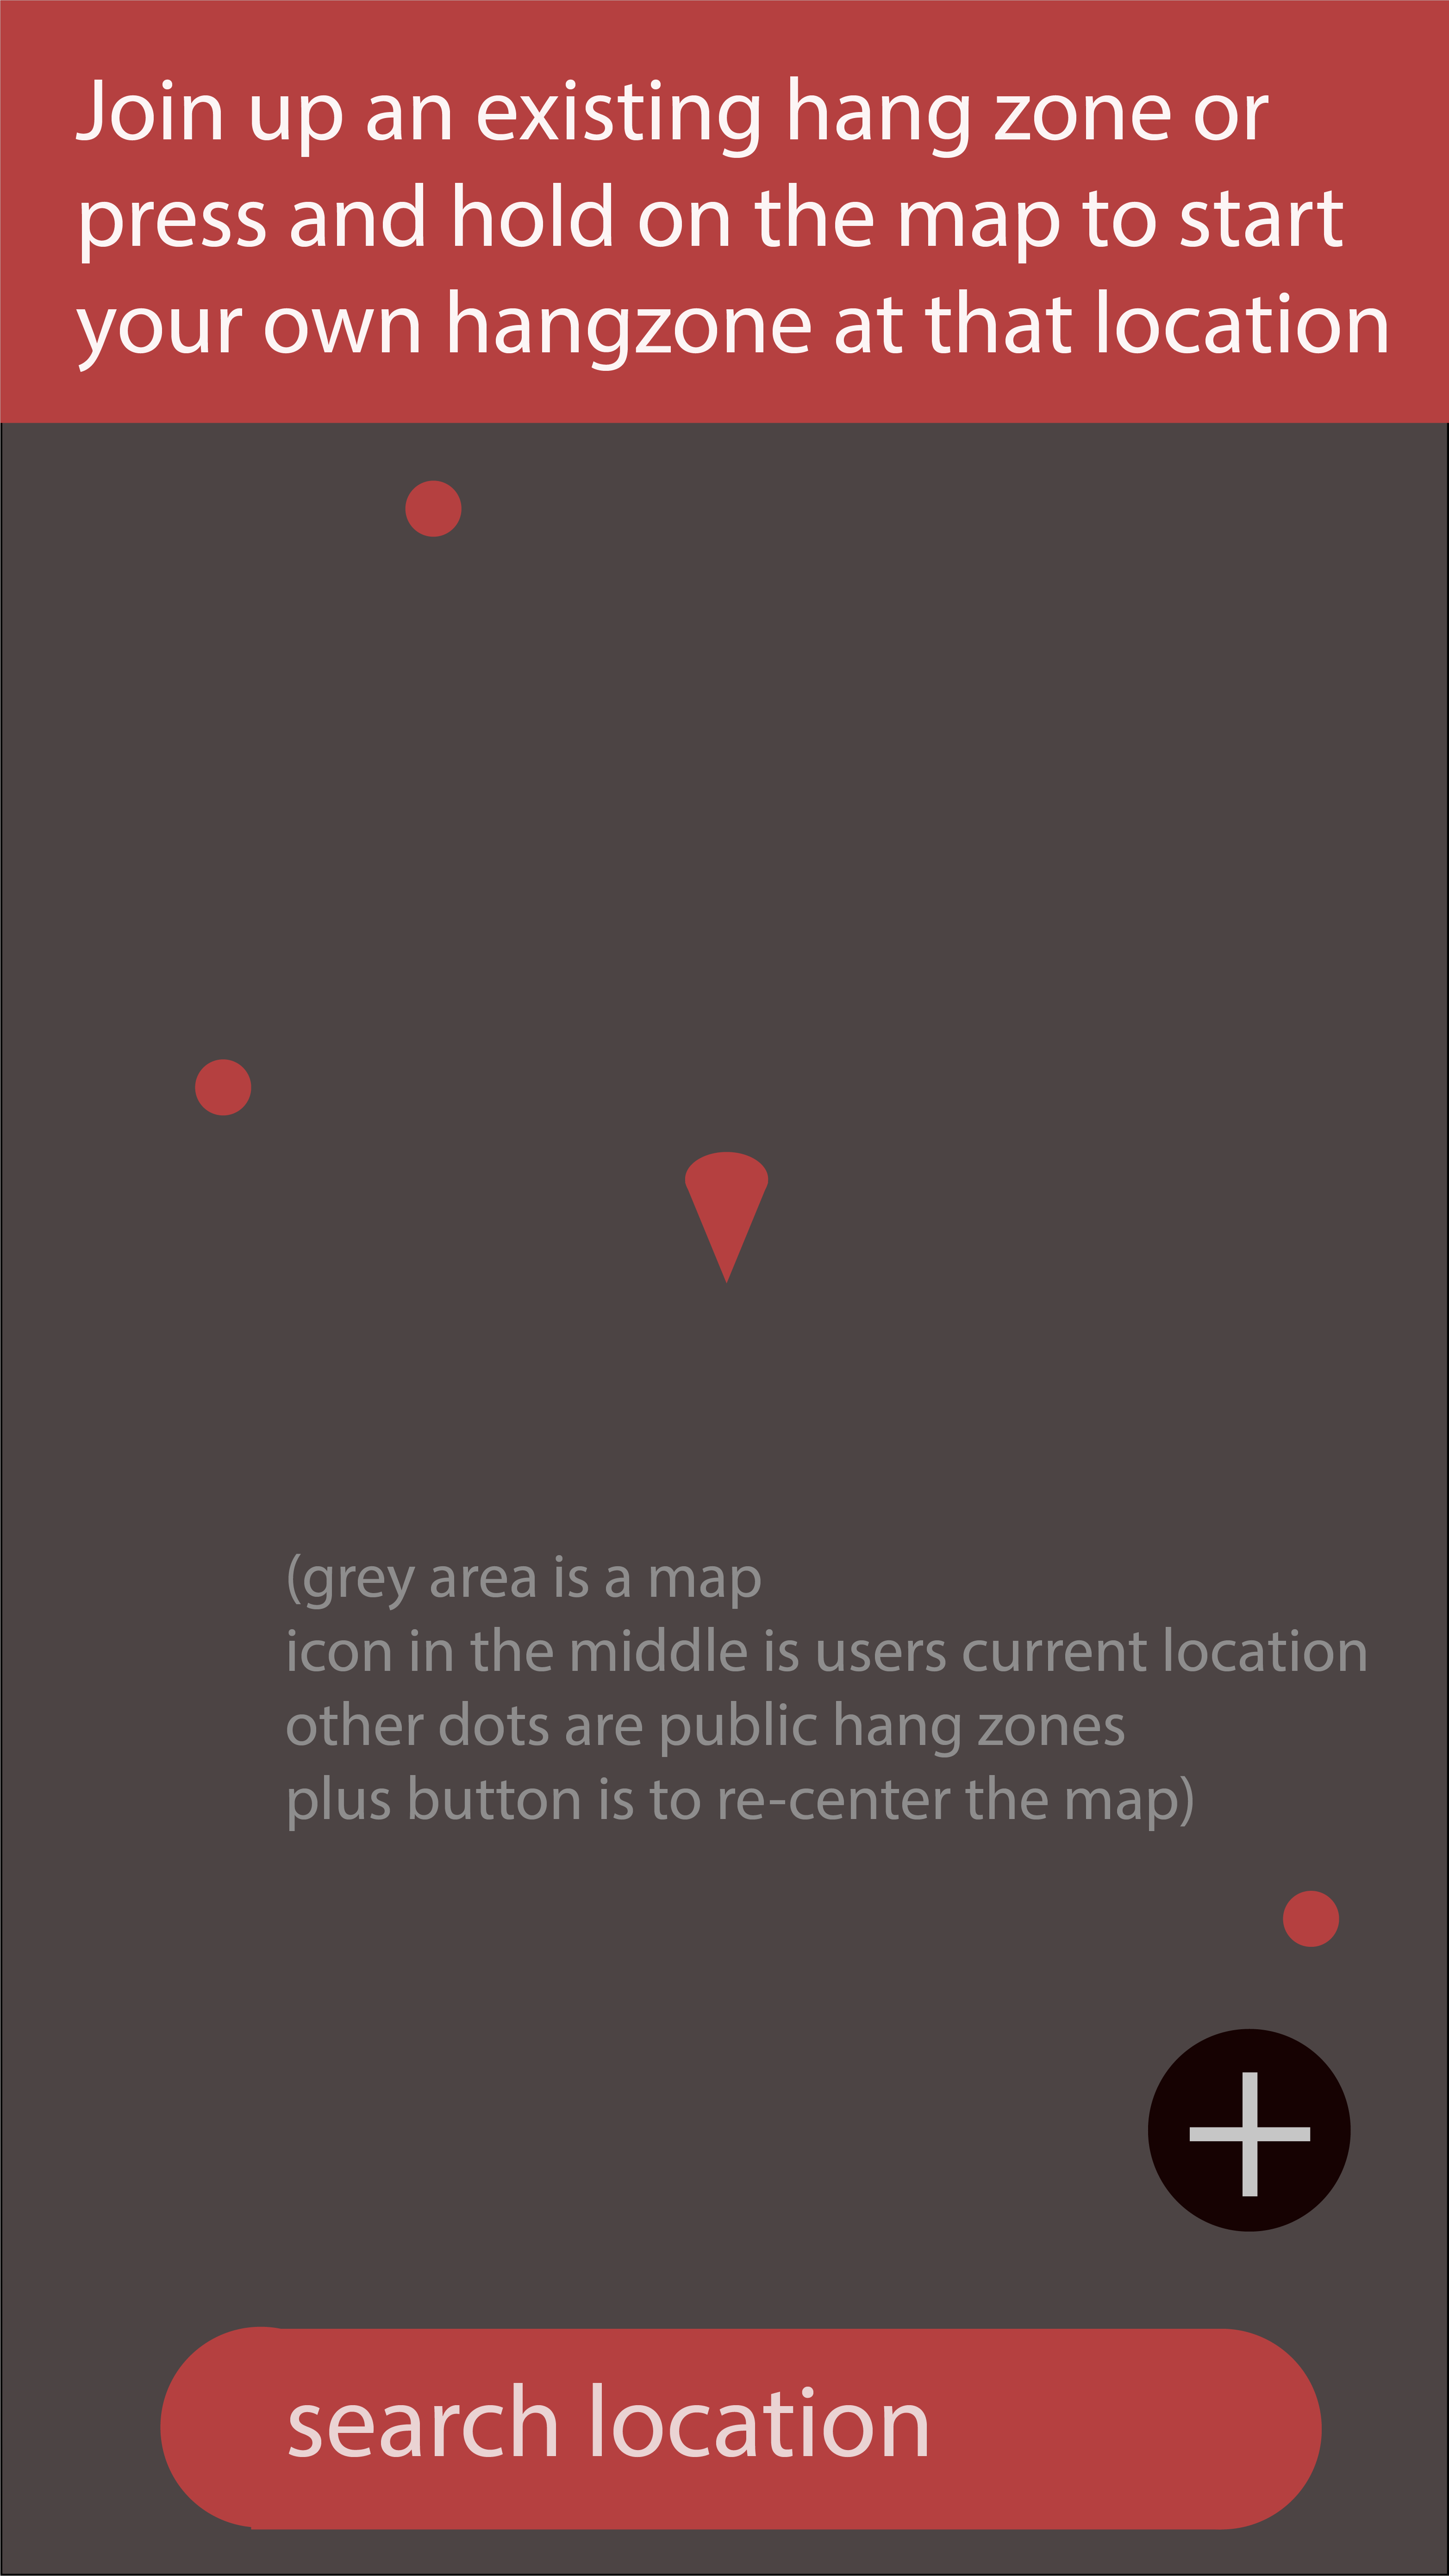 Join up an existing hang zone or
press and hold on the map to start
your own hangzone at that location
(grey area is a map
icon in the middle is users current location
other dots are public hang zones
plus button is to re-center the map)
search location